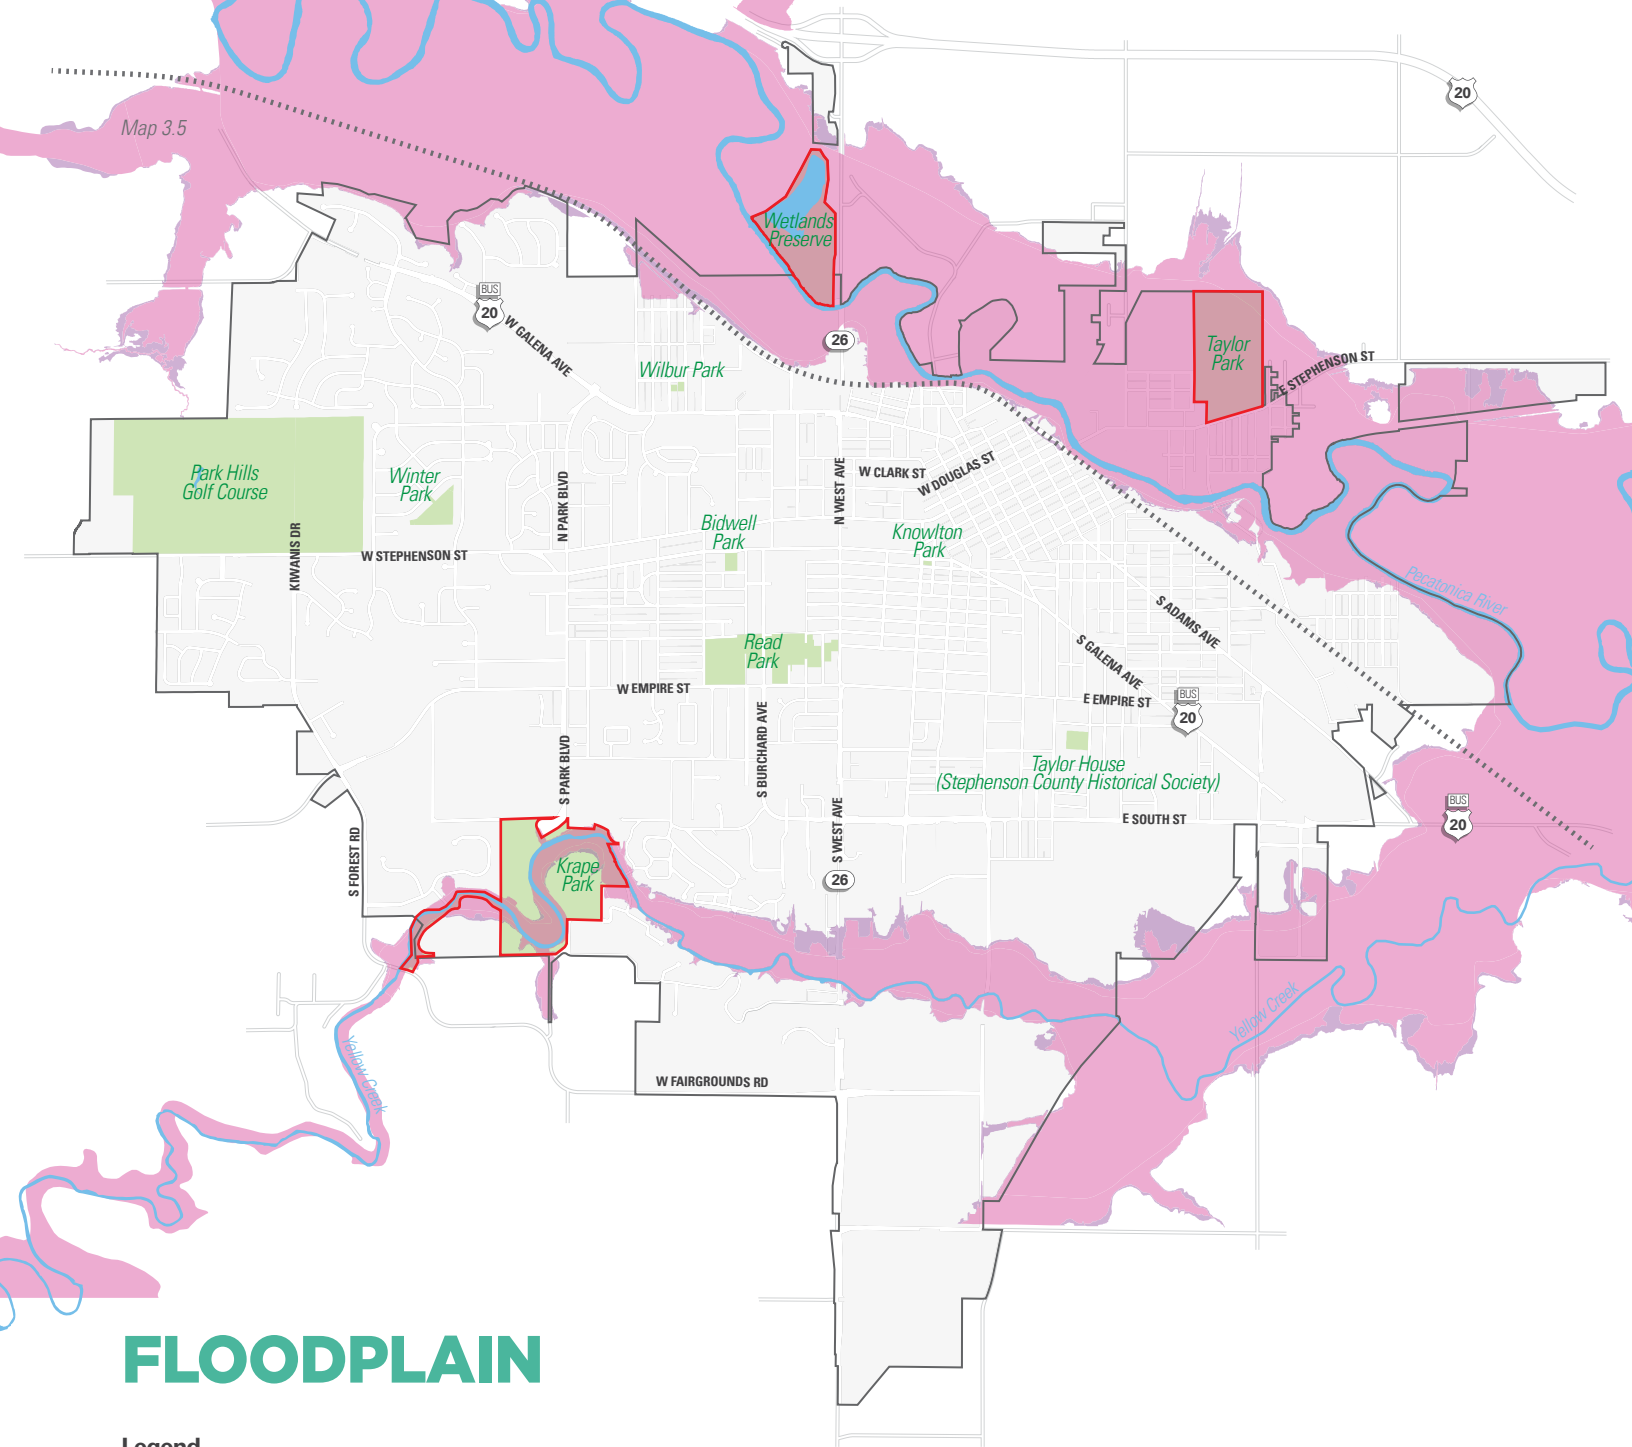 20
Map 3.5
Wetlands
Preserve
BUS
20
W GALENA AVE
26
Taylor
Park
E STEPHENSON ST
Wilbur Park
Park Hills
Golf Course
Winter
Park
N PARK BLVD
N WEST AVE
W CLARK ST
W DOUGLAS ST
Bidwell
Park
Knowlton
Park
KIWANIS DR
W STEPHENSON ST
Pecatonica River
S ADAMS AVE
S GALENA AVE
Read
Park
W EMPIRE ST
E EMPIRE ST
BUS
20
S PARK BLVD
S BURCHARD AVE
Taylor House
(Stephenson County Historical Society)
S WEST AVE
E SOUTH ST
BUS
20
S FOREST RD
Krape
Park
26
Yellow Creek
Yellow Creek
W FAIRGROUNDS RD
FLOODPLAIN
Legend